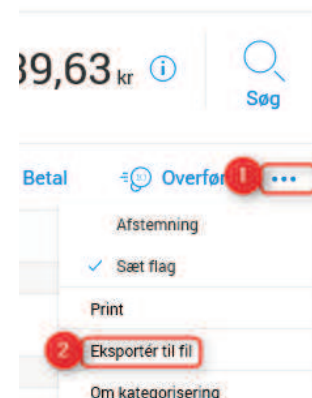 39,63 kr i
Søg
Betal Overfør 1 ...
Afstemning
✓ Sæt flag
Print
2 Eksportér til fil
Om kategorisering